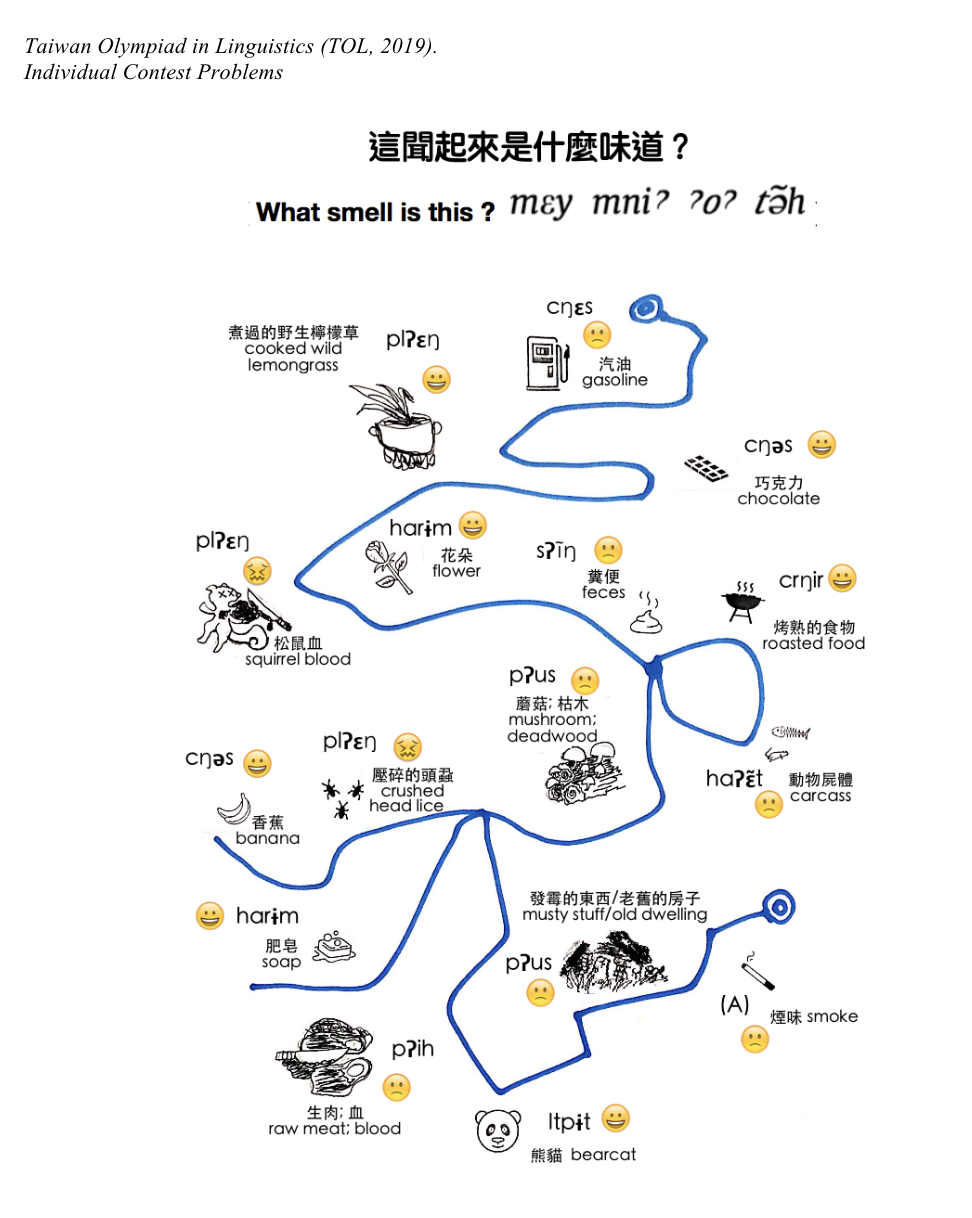 Taiwan Olympiad in Linguistics (TOL, 2019).
Individual Contest Problems
這聞起來是什麼味道？
What smell is this ? mɛy mniʔ ʔoʔ tə̃h
cŋɛs
汽油
gasoline
煮過的野生檸檬草
cooked wild
lemongrass
plʔɛŋ
cŋəs
巧克力
chocolate
harɨm
花朵
flower
plʔɛŋ
松鼠血
squirrel blood
sʔĩŋ
糞便
feces
crŋir
烤熟的食物
roasted food
pʔus
蘑菇; 枯木
mushroom;
deadwood
haʔɛ̃t
動物屍體
carcass
cŋəs
香蕉
banana
plʔɛŋ
壓碎的頭蝨
crushed
head lice
harɨm
肥皂
soap
發霉的東西/老舊的房子
musty stuff/old dwelling
pʔus
(A)
煙味 smoke
pʔih
生肉; 血
raw meat; blood
ltpɨt
熊貓 bearcat